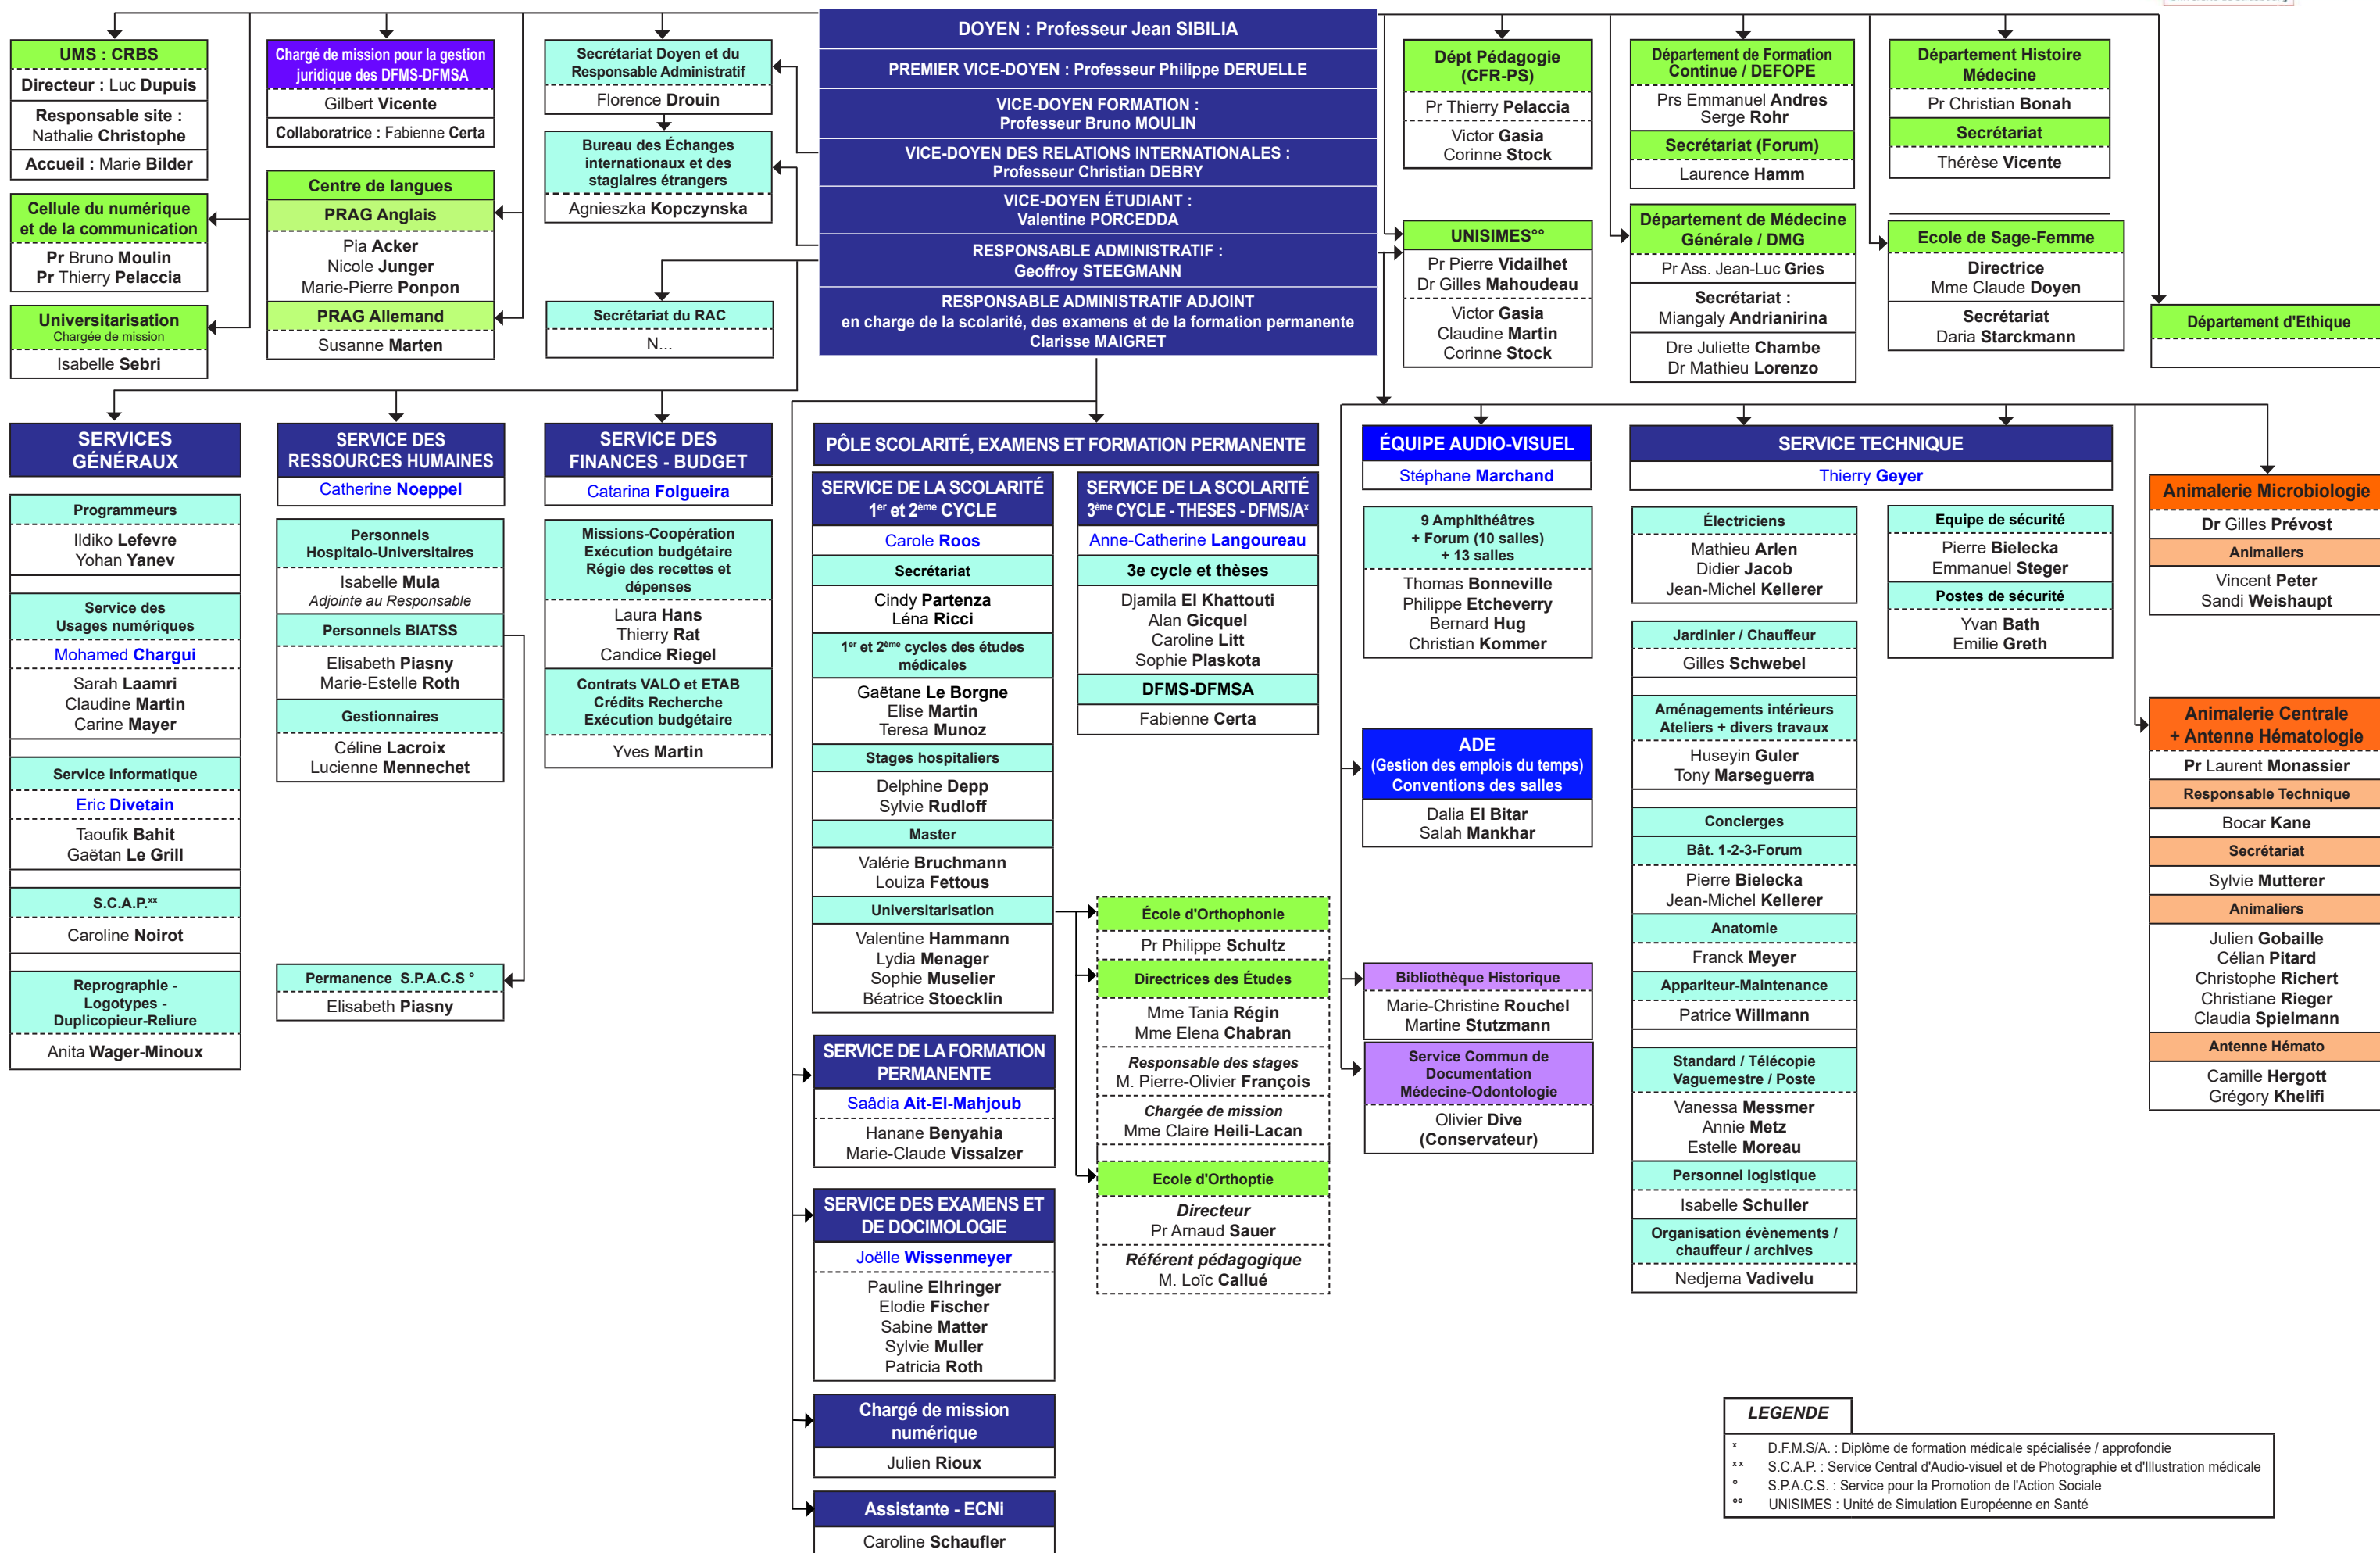 DOYEN : Professeur Jean SIBILIA
PREMIER VICE-DOYEN : Professeur Philippe DERUELLE
VICE-DOYEN FORMATION :
Professeur Bruno MOULIN
VICE-DOYEN DES RELATIONS INTERNATIONALES :
Professeur Christian DEBRY
VICE-DOYEN ÉTUDIANT :
Valentine PORCEDDA
RESPONSABLE ADMINISTRATIF :
Geoffroy STEEGMANN
RESPONSABLE ADMINISTRATIF ADJOINT
en charge de la scolarité, des examens et de la formation permanente
Clarisse MAIGRET
UMS : CRBS
Directeur : Luc Dupuis
Responsable site :
Nathalie Christophe
Accueil : Marie Bilder
Cellule du numérique
et de la communication
Pr Bruno Moulin
Pr Thierry Pelaccia
Universitarisation
Chargée de mission
Isabelle Sebri
Chargé de mission pour la gestion
juridique des DFMS-DFMSA
Gilbert Vicente
Collaboratrice : Fabienne Certa
Centre de langues
PRAG Anglais
Pia Acker
Nicole Junger
Marie-Pierre Ponpon
PRAG Allemand
Susanne Marten
Secrétariat Doyen et du
Responsable Administratif
Florence Drouin
Bureau des Échanges
internationaux et des
stagiaires étrangers
Agnieszka Kopczynska
Secrétariat du RAC
N...
Dépt Pédagogie
(CFR-PS)
Pr Thierry Pelaccia
Victor Gasia
Corinne Stock
UNISIMES°°
Pr Pierre Vidailhet
Dr Gilles Mahoudeau
Victor Gasia
Claudine Martin
Corinne Stock
Département de Formation
Continue / DEFOPE
Prs Emmanuel Andres
Serge Rohr
Secrétariat (Forum)
Laurence Hamm
Département de Médecine
Générale / DMG
Pr Ass. Jean-Luc Gries
Secrétariat :
Miangaly Andrianirina
Dre Juliette Chambe
Dr Mathieu Lorenzo
Département Histoire
Médecine
Pr Christian Bonah
Secrétariat
Thérèse Vicente
Ecole de Sage-Femme
Directrice
Mme Claude Doyen
Secrétariat
Daria Starckmann
Département d'Ethique
SERVICES
GÉNÉRAUX
Programmeurs
Ildiko Lefevre
Yohan Yanev
Service des
Usages numériques
Mohamed Chargui
Sarah Laamri
Claudine Martin
Carine Mayer
Service informatique
Eric Divetain
Taoufik Bahit
Gaëtan Le Grill
S.C.A.P.xx
Caroline Noirot
Reprographie -
Logotypes -
Duplicopieur-Reliure
Anita Wager-Minoux
SERVICE DES
RESSOURCES HUMAINES
Catherine Noeppel
Personnels
Hospitalo-Universitaires
Isabelle Mula
Adjointe au Responsable
Personnels BIATSS
Elisabeth Piasny
Marie-Estelle Roth
Gestionnaires
Céline Lacroix
Lucienne Mennechet
Permanence S.P.A.C.S °
Elisabeth Piasny
SERVICE DES
FINANCES - BUDGET
Catarina Folgueira
Missions-Coopération
Exécution budgétaire
Régie des recettes et
dépenses
Laura Hans
Thierry Rat
Candice Riegel
Contrats VALO et ETAB
Crédits Recherche
Exécution budgétaire
Yves Martin
PÔLE SCOLARITÉ, EXAMENS ET FORMATION PERMANENTE
SERVICE DE LA SCOLARITÉ
1er et 2ème CYCLE
Carole Roos
Secrétariat
Cindy Partenza
Léna Ricci
1er et 2ème cycles des études
médicales
Gaëtane Le Borgne
Elise Martin
Teresa Munoz
Stages hospitaliers
Delphine Depp
Sylvie Rudloff
Master
Valérie Bruchmann
Louiza Fettous
Universitarisation
Valentine Hammann
Lydia Menager
Sophie Muselier
Béatrice Stoecklin
SERVICE DE LA FORMATION
PERMANENTE
Saâdia Ait-El-Mahjoub
Hanane Benyahia
Marie-Claude Vissalzer
SERVICE DES EXAMENS ET
DE DOCIMOLOGIE
Joëlle Wissenmeyer
Pauline Elhringer
Elodie Fischer
Sabine Matter
Sylvie Muller
Patricia Roth
Chargé de mission
numérique
Julien Rioux
Assistante - ECNi
Caroline Schaufler
SERVICE DE LA SCOLARITÉ
3ème CYCLE - THESES - DFMS/Ax
Anne-Catherine Langoureau
3e cycle et thèses
Djamila El Khattouti
Alan Gicquel
Caroline Litt
Sophie Plaskota
DFMS-DFMSA
Fabienne Certa
École d'Orthophonie
Pr Philippe Schultz
Directrices des Études
Mme Tania Régin
Mme Elena Chabran
Responsable des stages
M. Pierre-Olivier François
Chargée de mission
Mme Claire Heili-Lacan
Ecole d'Orthoptie
Directeur
Pr Arnaud Sauer
Référent pédagogique
M. Loïc Callué
ÉQUIPE AUDIO-VISUEL
Stéphane Marchand
9 Amphithéâtres
+ Forum (10 salles)
+ 13 salles
Thomas Bonneville
Philippe Etcheverry
Bernard Hug
Christian Kommer
ADE
(Gestion des emplois du temps)
Conventions des salles
Dalia El Bitar
Salah Mankhar
Bibliothèque Historique
Marie-Christine Rouchel
Martine Stutzmann
Service Commun de
Documentation
Médecine-Odontologie
Olivier Dive
(Conservateur)
SERVICE TECHNIQUE
Thierry Geyer
Électriciens
Mathieu Arlen
Didier Jacob
Jean-Michel Kellerer
Jardinier / Chauffeur
Gilles Schwebel
Aménagements intérieurs
Ateliers + divers travaux
Huseyin Guler
Tony Marseguerra
Concierges
Bât. 1-2-3-Forum
Pierre Bielecka
Jean-Michel Kellerer
Anatomie
Franck Meyer
Appariteur-Maintenance
Patrice Willmann
Standard / Télécopie
Vaguemestre / Poste
Vanessa Messmer
Annie Metz
Estelle Moreau
Personnel logistique
Isabelle Schuller
Organisation évènements /
chauffeur / archives
Nedjema Vadivelu
Equipe de sécurité
Pierre Bielecka
Emmanuel Steger
Postes de sécurité
Yvan Bath
Emilie Greth
Animalerie Microbiologie
Dr Gilles Prévost
Animaliers
Vincent Peter
Sandi Weishaupt
Animalerie Centrale
+ Antenne Hématologie
Pr Laurent Monassier
Responsable Technique
Bocar Kane
Secrétariat
Sylvie Mutterer
Animaliers
Julien Gobaille
Célian Pitard
Christophe Richert
Christiane Rieger
Claudia Spielmann
Antenne Hémato
Camille Hergott
Grégory Khelifi
LEGENDE
x D.F.M.S/A. : Diplôme de formation médicale spécialisée / approfondie
xx S.C.A.P. : Service Central d'Audio-visuel et de Photographie et d'Illustration médicale
° S.P.A.C.S. : Service pour la Promotion de l'Action Sociale
°° UNISIMES : Unité de Simulation Européenne en Santé